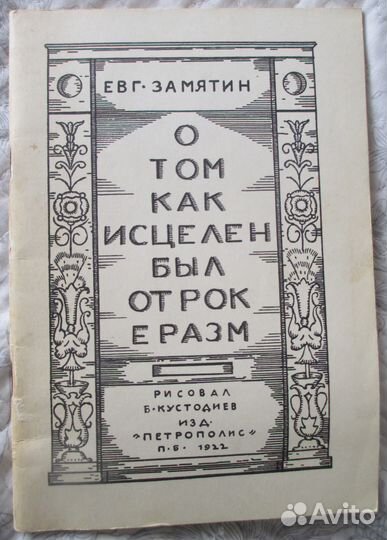 ЕВГ· ЗАМЯТИН
О
ТОМ
КАК
ИСЦЕЛЕН
БЫЛ
ОТРОК
ЕРАЗМ
РИСОВАЛ
Б·КУСТОДИЕВ
ИЗД·
„ПЕТРОПОЛИС"
П·Б· 1922
Avito